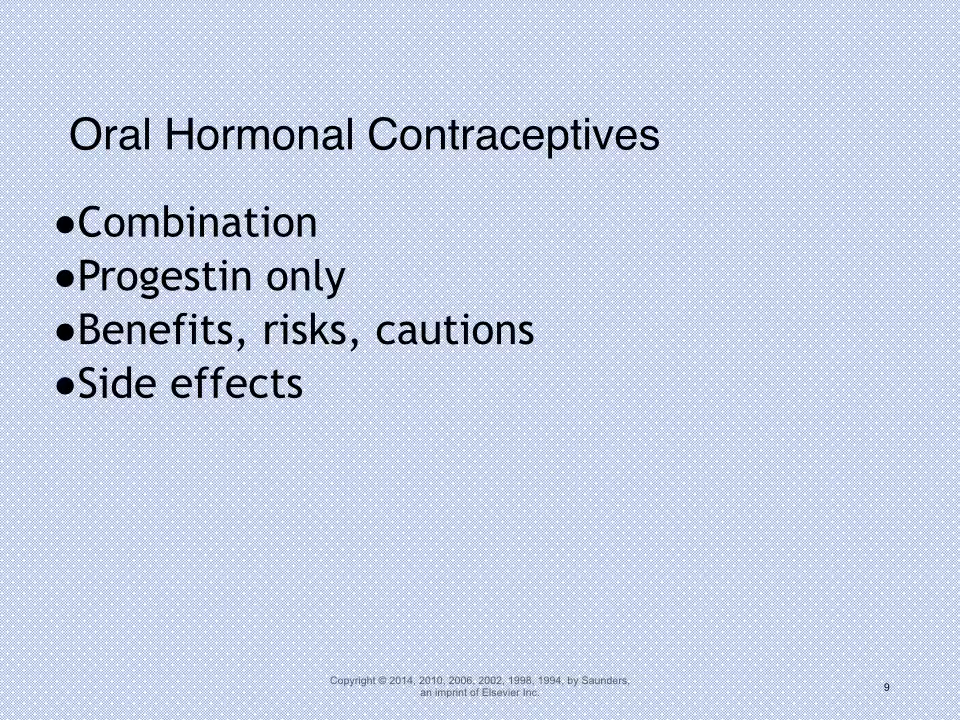 Oral Hormonal Contraceptives
●Combination
●Progestin only
●Benefits, risks, cautions
●Side effects
Copyright © 2014, 2010, 2006, 2002, 1998, 1994, by Saunders,
an imprint of Elsevier Inc.
9